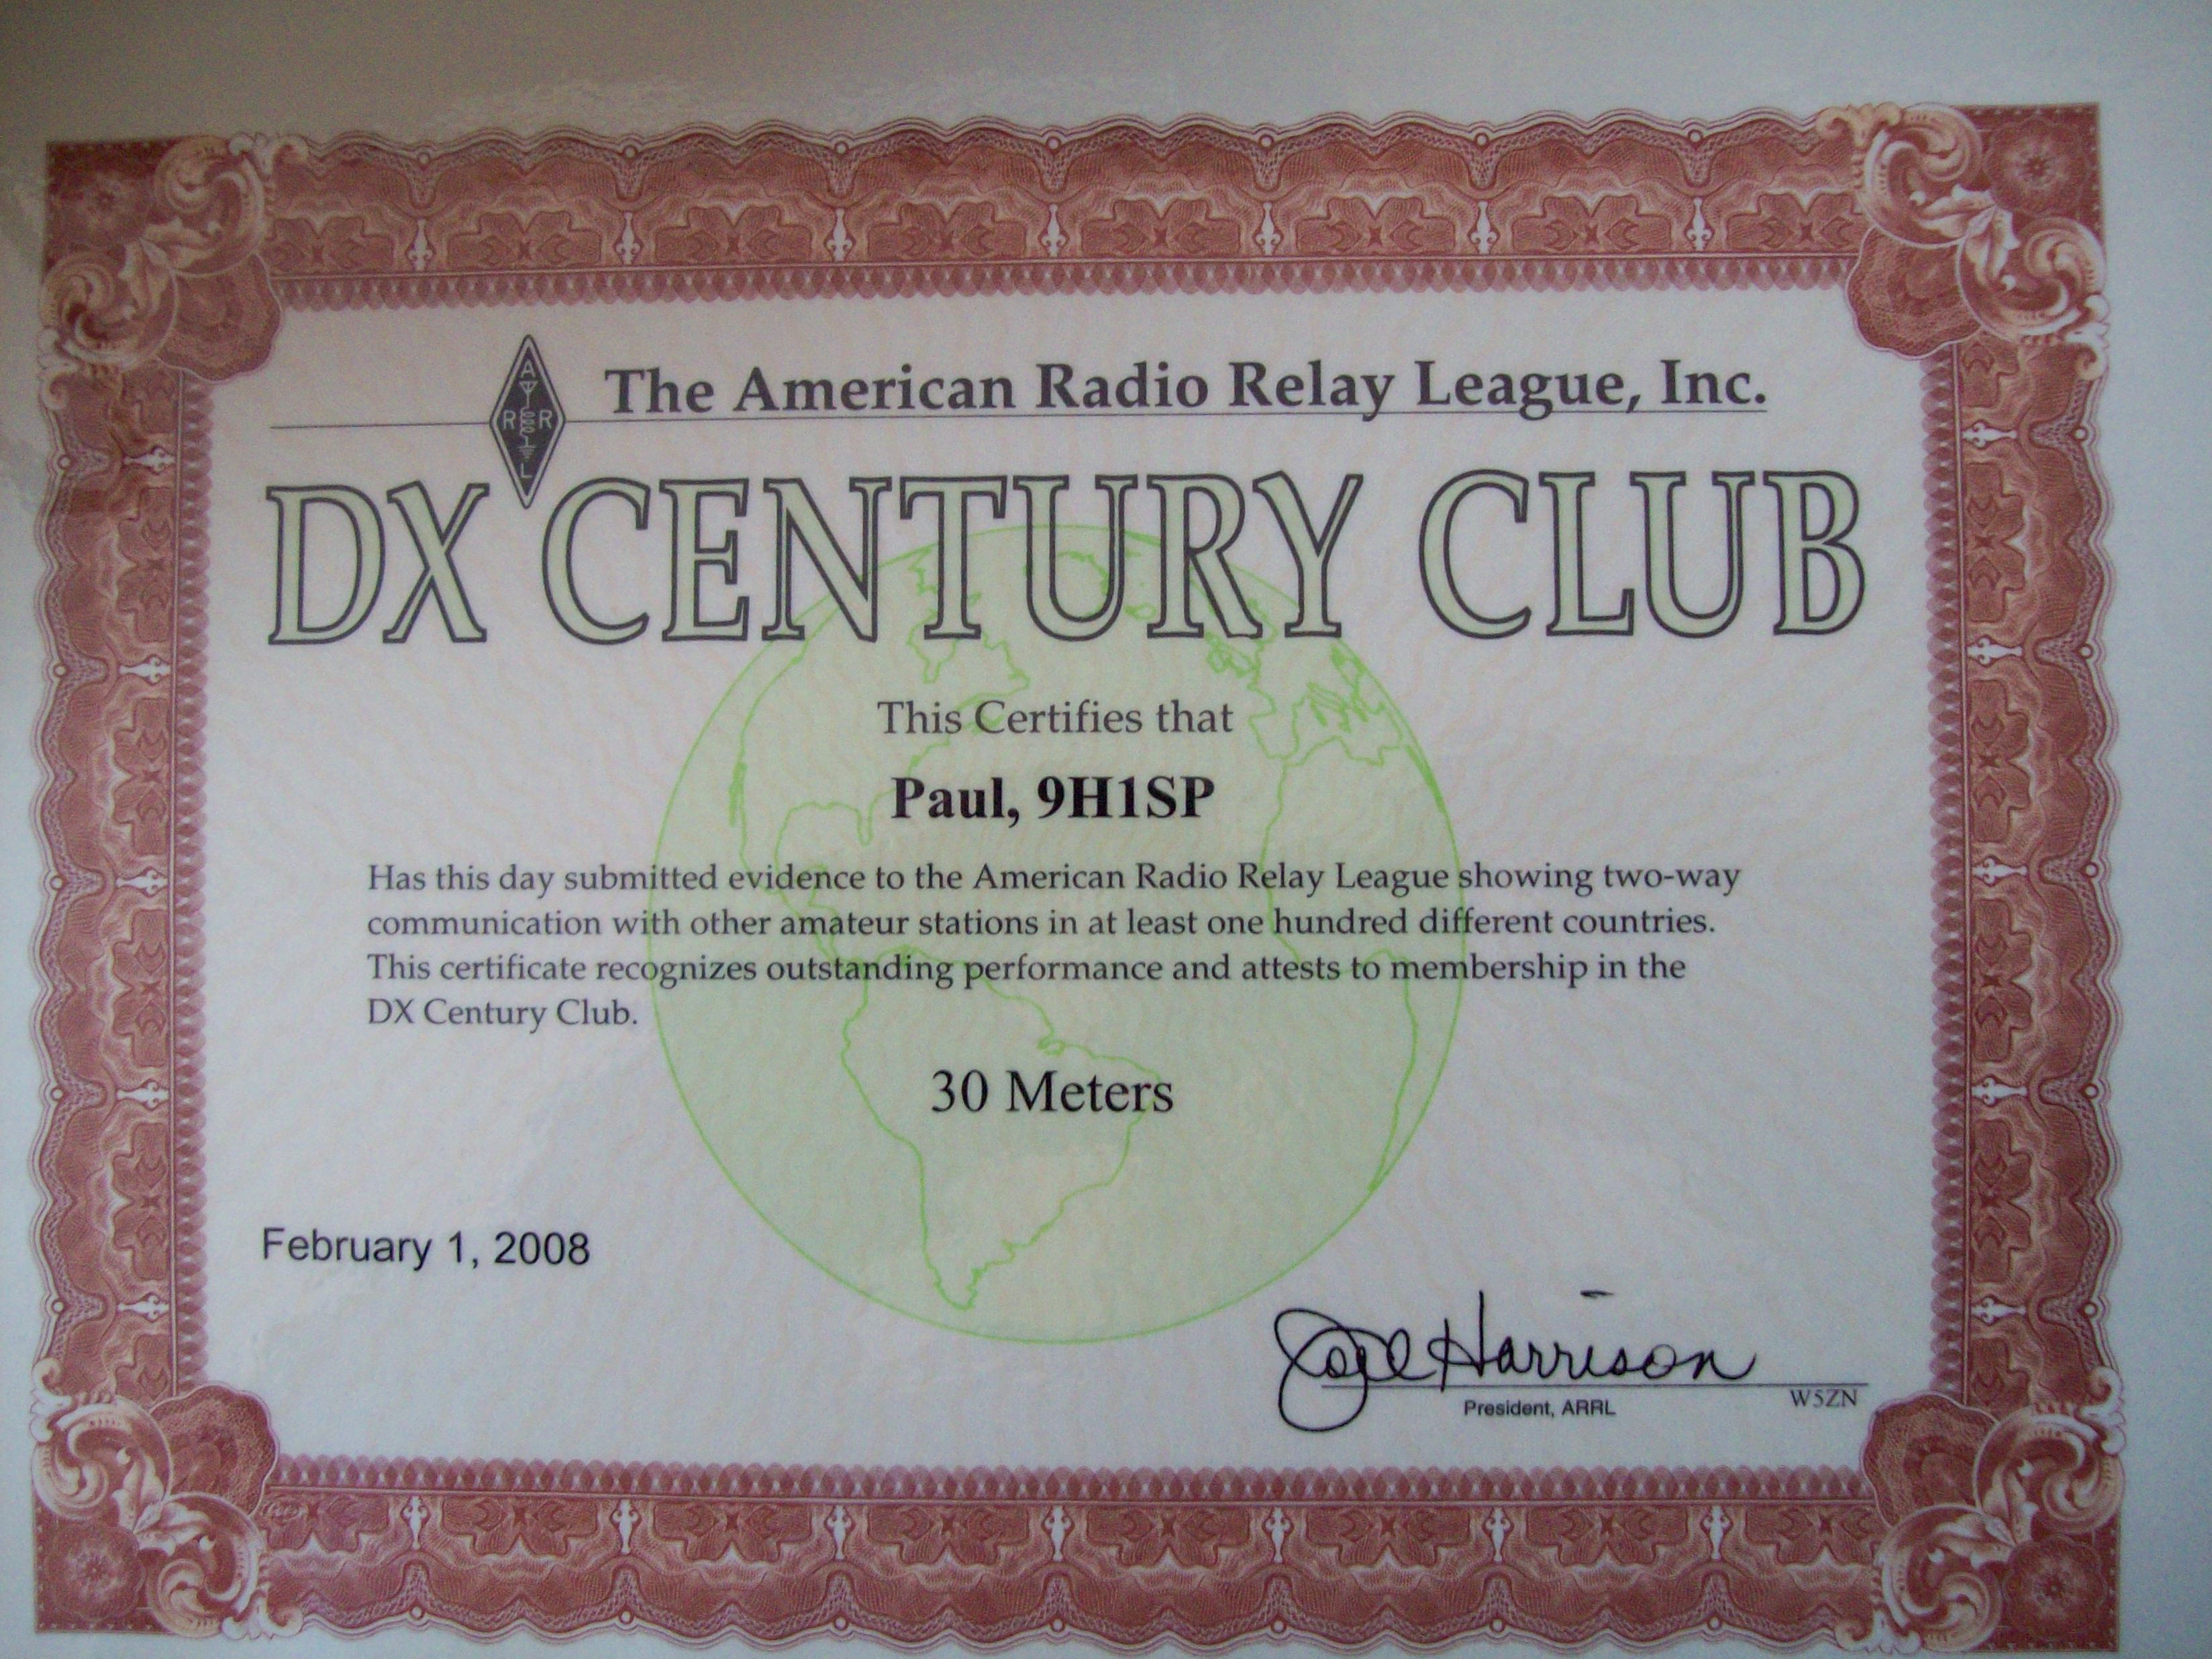 The American Radio Relay League, Inc.
A
R R
L
DX CENTURY CLUB
This Certifies that
Paul, 9H1SP
Has this day submitted evidence to the American Radio Relay League showing two-way
communication with other amateur stations in at least one hundred different countries.
This certificate recognizes outstanding performance and attests to membership in the
DX Century Club.
30 Meters
February 1, 2008
Joel Harrison
President, ARRL
W5ZN